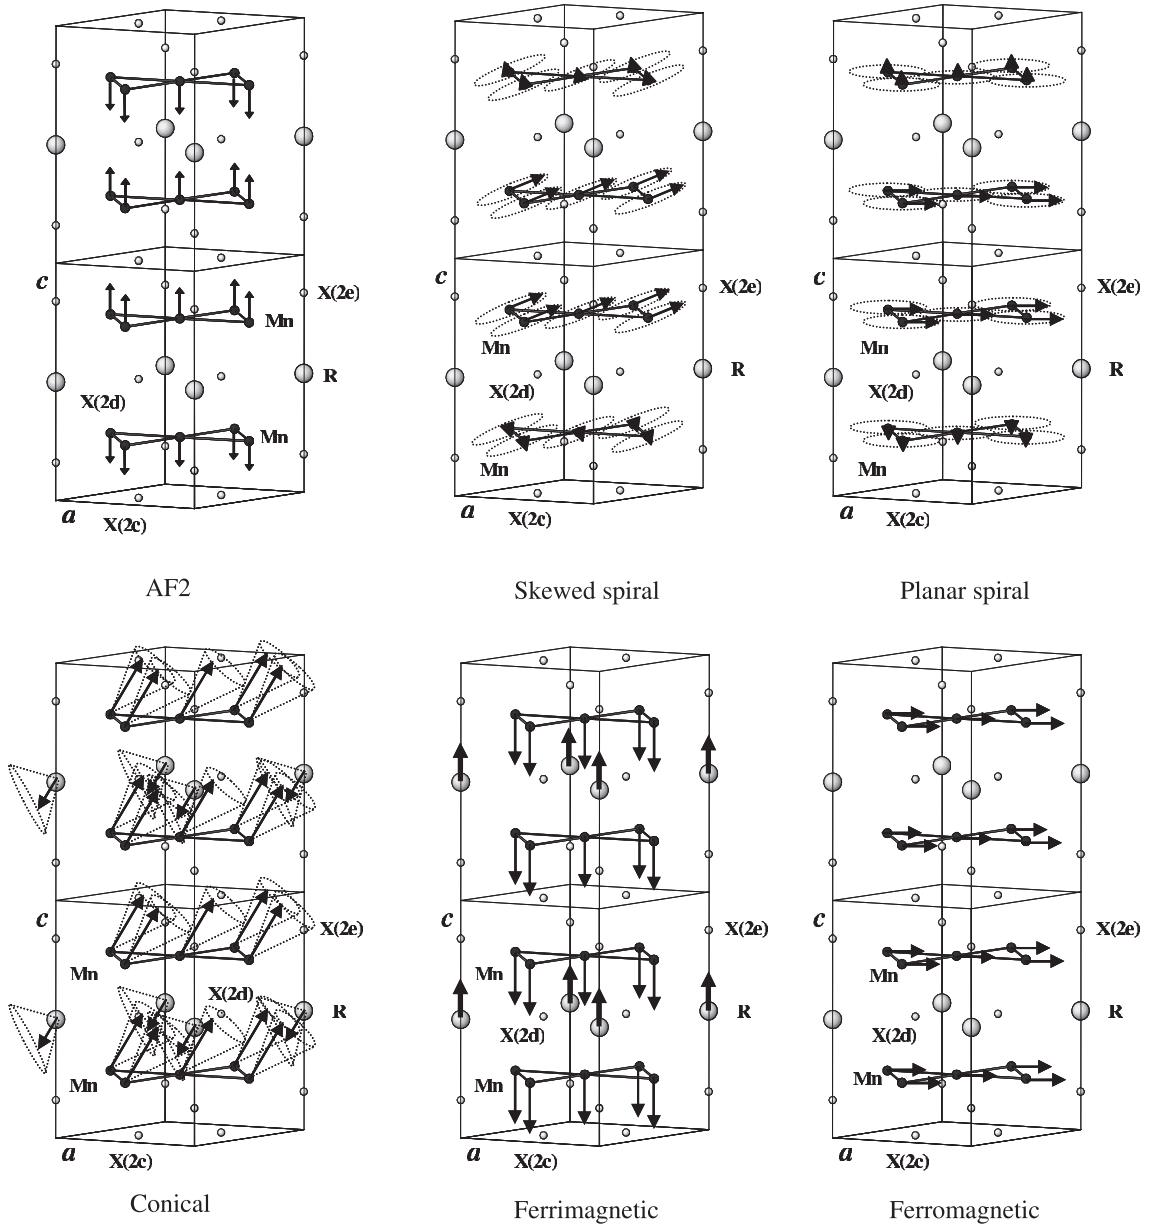 c
X(2e)
Mn
R
X(2d)
Mn
a
X(2c)
AF2
X(2e)
Mn
R
X(2d)
Mn
a
X(2c)
Skewed spiral
c
X(2e)
Mn
R
X(2d)
Mn
a
X(2c)
Planar spiral
c
X(2e)
Mn
X(2d)
R
Mn
a
X(2c)
Conical
c
X(2e)
Mn
R
X(2d)
Mn
a
X(2c)
Ferrimagnetic
c
X(2e)
Mn
R
X(2d)
Mn
a
X(2c)
Ferromagnetic